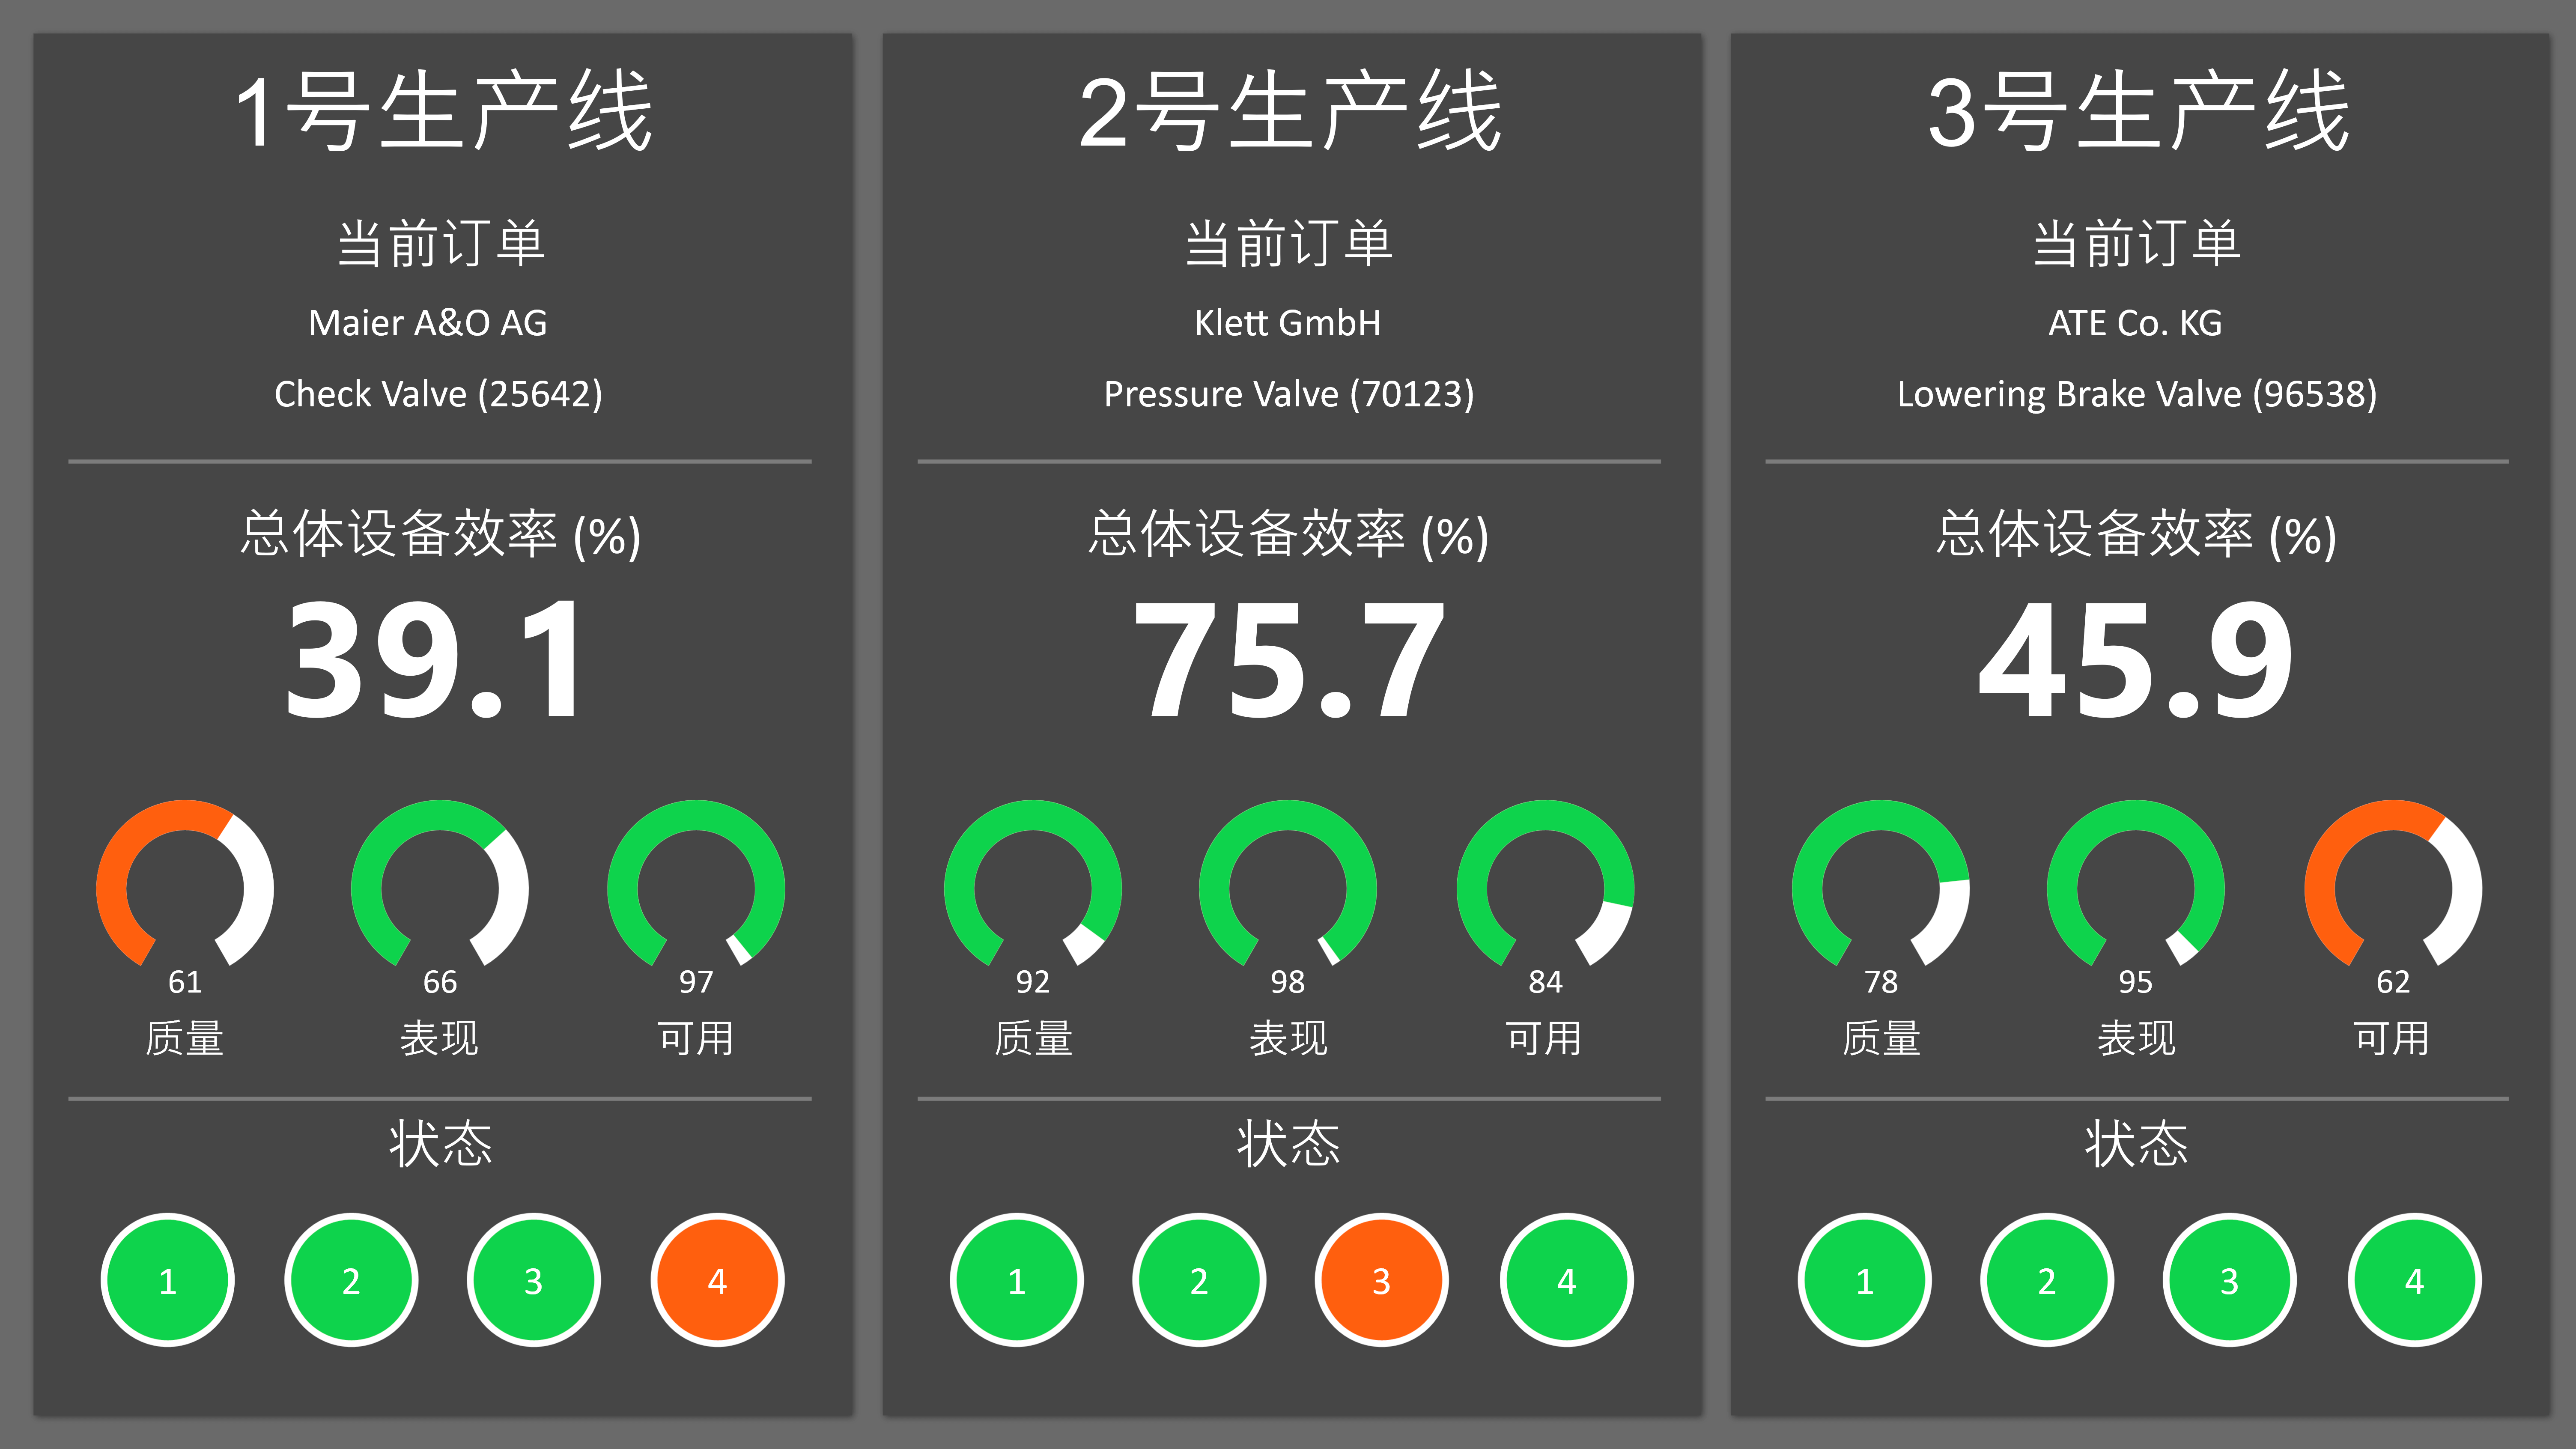 1号生产线
当前订单
Maier A&O AG
Check Valve (25642)
总体设备效率 (%)
39.1
61
66
97
质量
表现
可用
状态
1
2
3
4
2号生产线
当前订单
Klett GmbH
Pressure Valve (70123)
总体设备效率 (%)
75.7
92
98
84
质量
表现
可用
状态
1
2
3
4
3号生产线
当前订单
ATE Co. KG
Lowering Brake Valve (96538)
总体设备效率 (%)
45.9
78
95
62
质量
表现
可用
状态
1
2
3
4